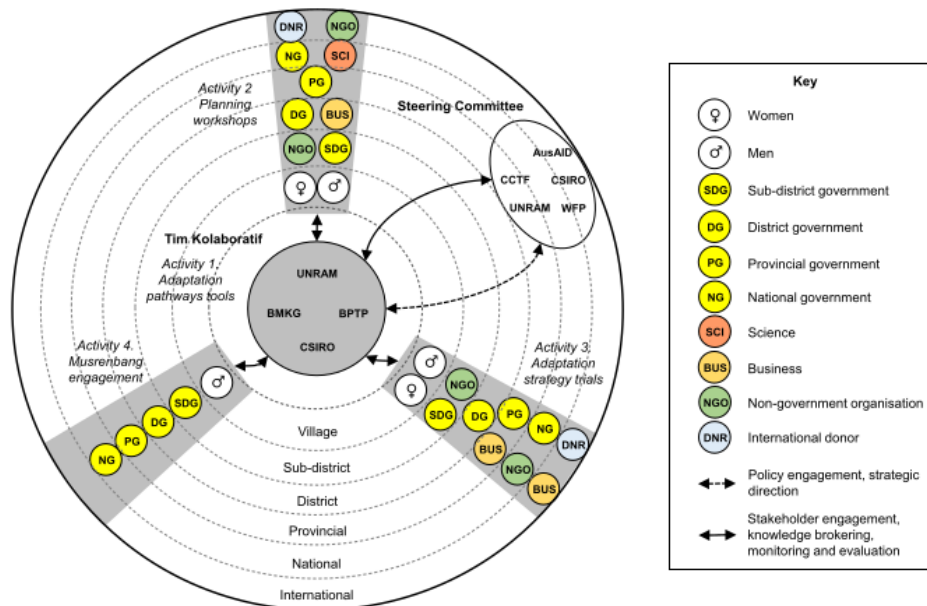 DNR
NGO
NG
SCI
PG
Activity 2
Planning
workshops
DG
BUS
NGO
SDG
♀
♂
Steering Committee
AusAID
CCTF
CSIRO
UNRAM
WFP
Tim Kolaboratif
Activity 1.
Adaptation
pathways tools
UNRAM
BMKG
BPTP
CSIRO
Activity 4.
Musrenbang
engagement
♂
SDG
DG
PG
NG
Activity 3.
Adaptation
strategy trials
♂
♀
NGO
SDG
DG
PG
NG
DNR
BUS
NGO
BUS
Village
Sub-district
District
Provincial
National
International
Key
♀ Women
♂ Men
SDG Sub-district government
DG District government
PG Provincial government
NG National government
SCI Science
BUS Business
NGO Non-government organisation
DNR International donor
Policy engagement, strategic
direction
Stakeholder engagement,
knowledge brokering,
monitoring and evaluation